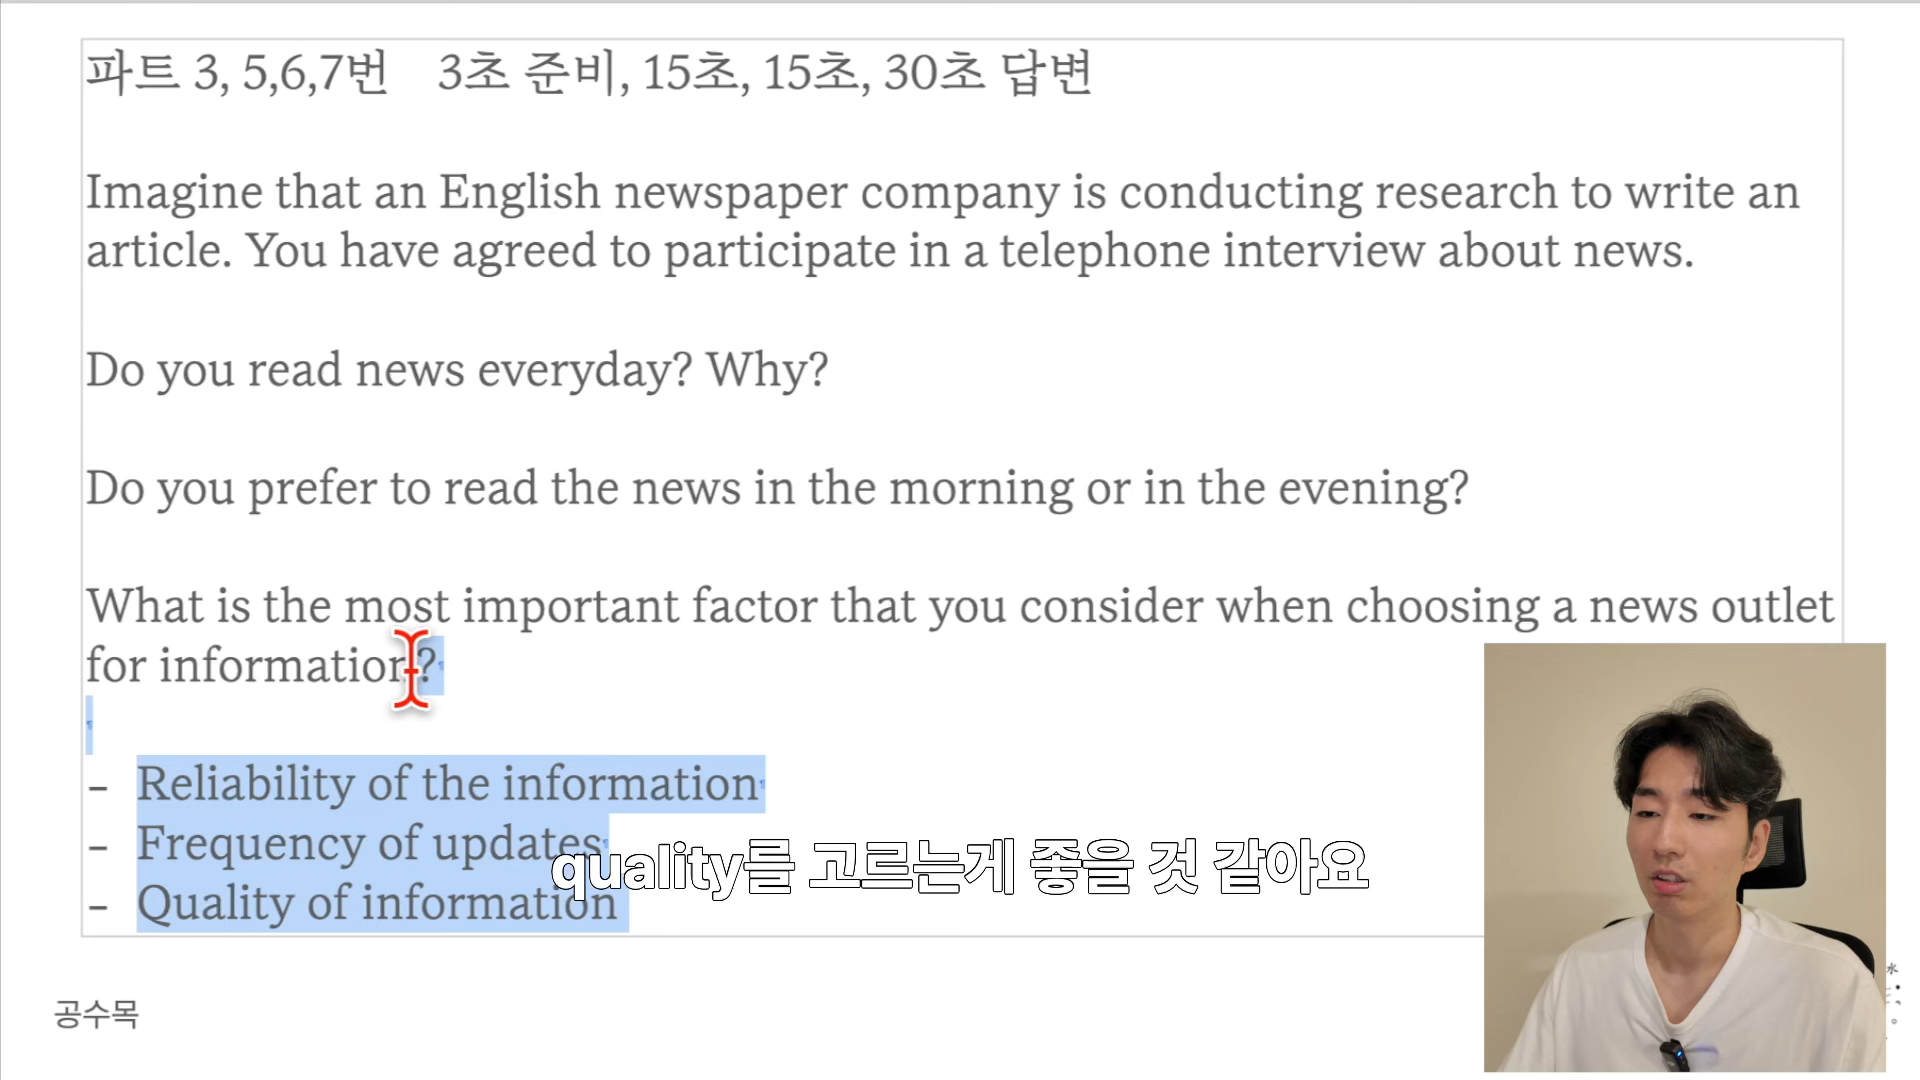 파트 3, 5,6,7번 3초 준비, 15초, 15초, 30초 답변
Imagine that an English newspaper company is conducting research to write an
article. You have agreed to participate in a telephone interview about news.
Do you read news everyday? Why?
Do you prefer to read the news in the morning or in the evening?
What is the most important factor that you consider when choosing a news outlet
for information?
- Reliability of the information
- Frequency of updates
- Quality of information
quality를 고르는게 좋을 것 같아요
공수목
水